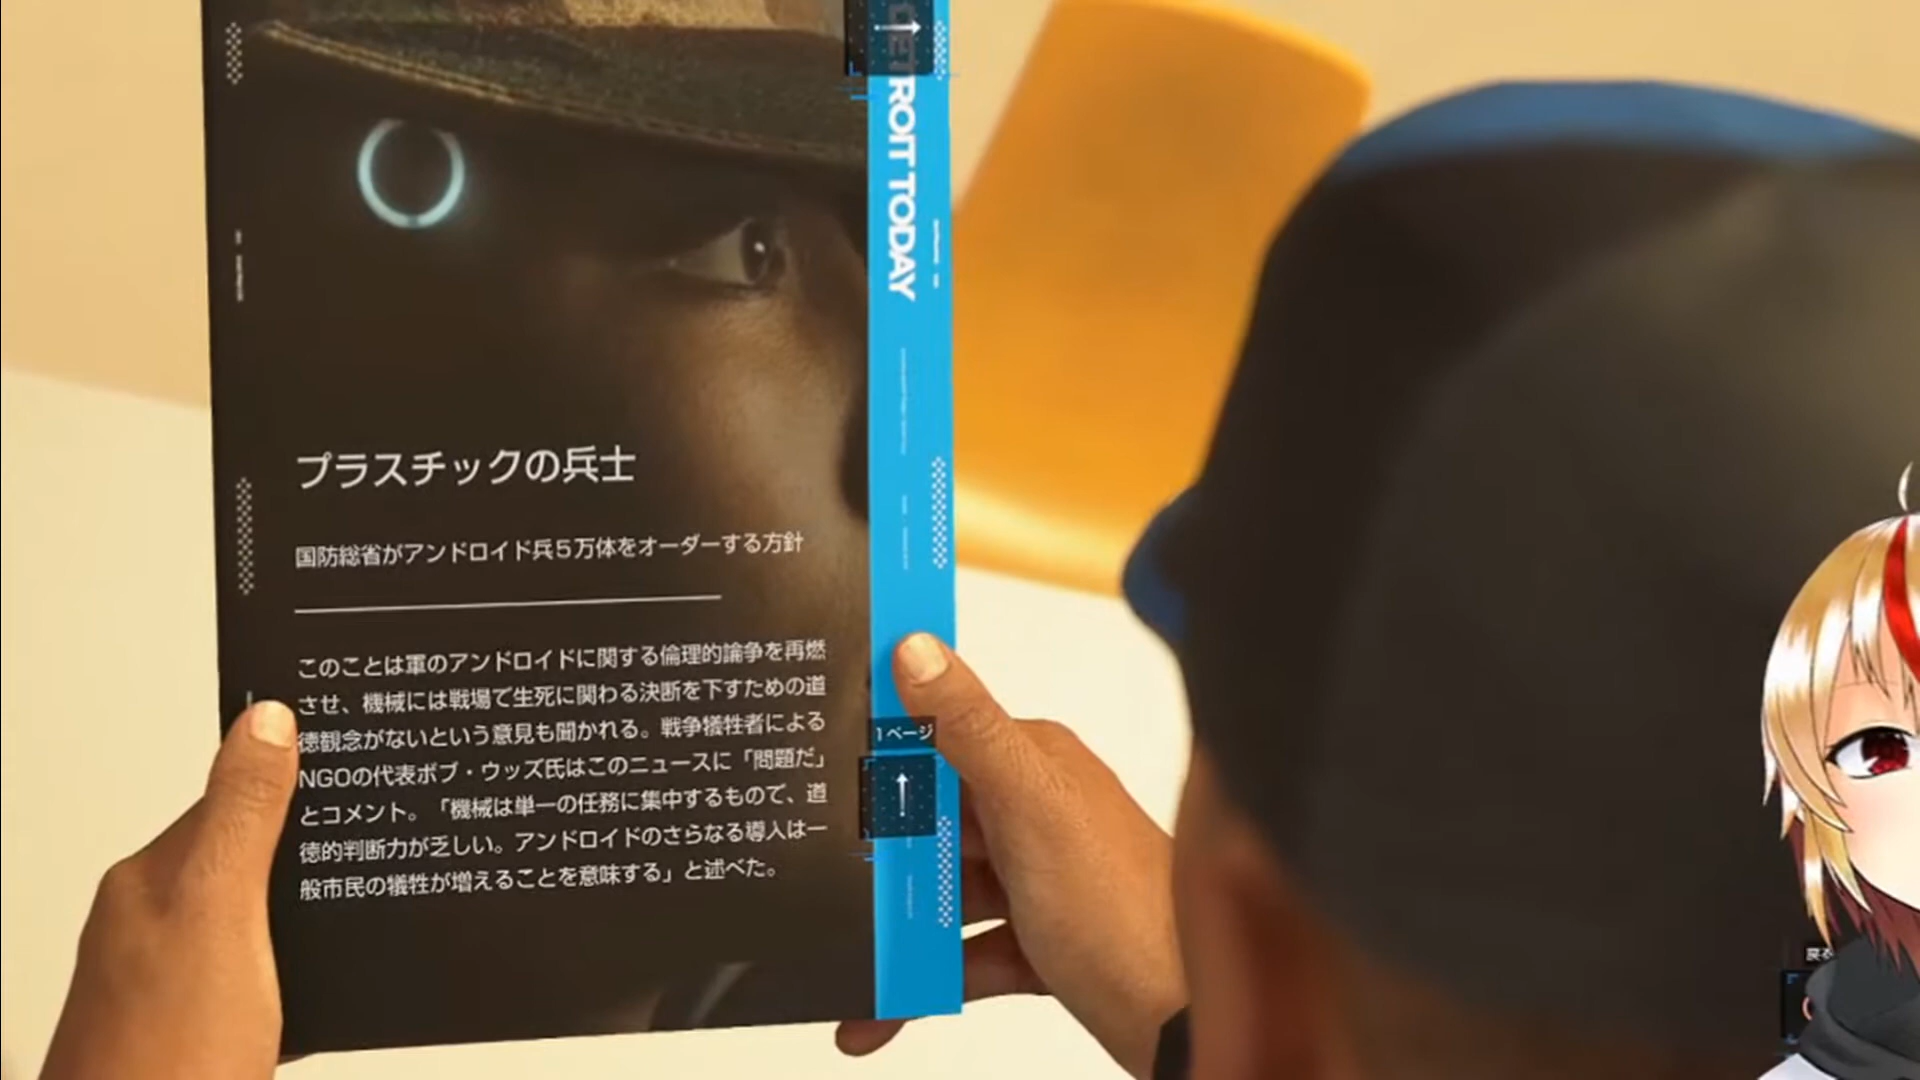 プラスチックの兵士
国防総省がアンドロイド兵5万体をオーダーする方針
このことは軍のアンドロイドに関する倫理的論争を再燃
させ、機械には戦場で生死に関わる決断を下すための道
徳観念がないという意見も聞かれる。戦争犠牲者による
NGOの代表ボブ・ウッズ氏はこのニュースに「問題だ」
とコメント。「機械は単一の任務に集中するもので、道
徳的判断力が乏しい。アンドロイドのさらなる導入は一
般市民の犠牲が増えることを意味する」と述べた。
ETROIT TODAY
1ページ
戻る